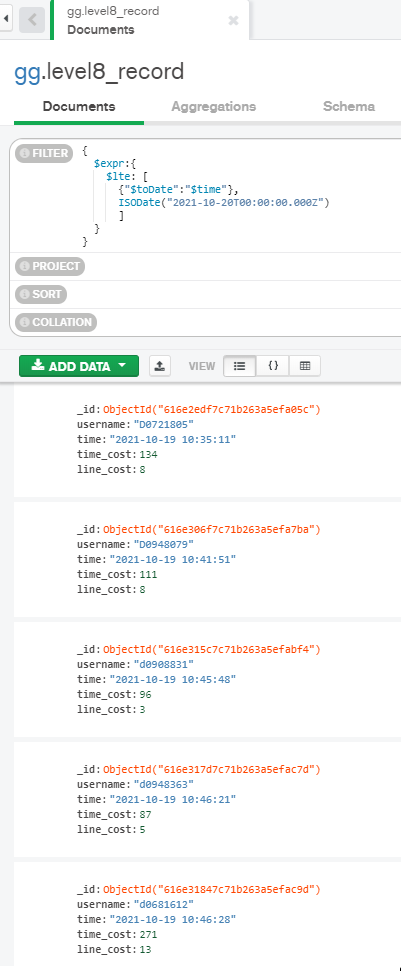 gg.level8_record
Documents
gg.level8_record
Documents Aggregations Schema
FILTER {
$expr:{
$lte: [
{"$toDate":"$time"},
ISODate("2021-10-20T00:00:00.000Z")
]
}
}
PROJECT
SORT
COLLATION
ADD DATA VIEW {}
_id:ObjectId("616e2edf7c71b263a5efa05c")
username:"D0721805"
time:"2021-10-19 10:35:11"
time_cost:134
line_cost:8
_id:ObjectId("616e306f7c71b263a5efa7ba")
username:"D0948079"
time:"2021-10-19 10:41:51"
time_cost:111
line_cost:8
_id:ObjectId("616e315c7c71b263a5efabf4")
username:"d0908831"
time:"2021-10-19 10:45:48"
time_cost:96
line_cost:3
_id:ObjectId("616e317d7c71b263a5efac7d")
username:"d0948363"
time:"2021-10-19 10:46:21"
time_cost:87
line_cost:5
_id:ObjectId("616e31847c71b263a5efac9d")
username:"d0681612"
time:"2021-10-19 10:46:28"
time_cost:271
line_cost:13